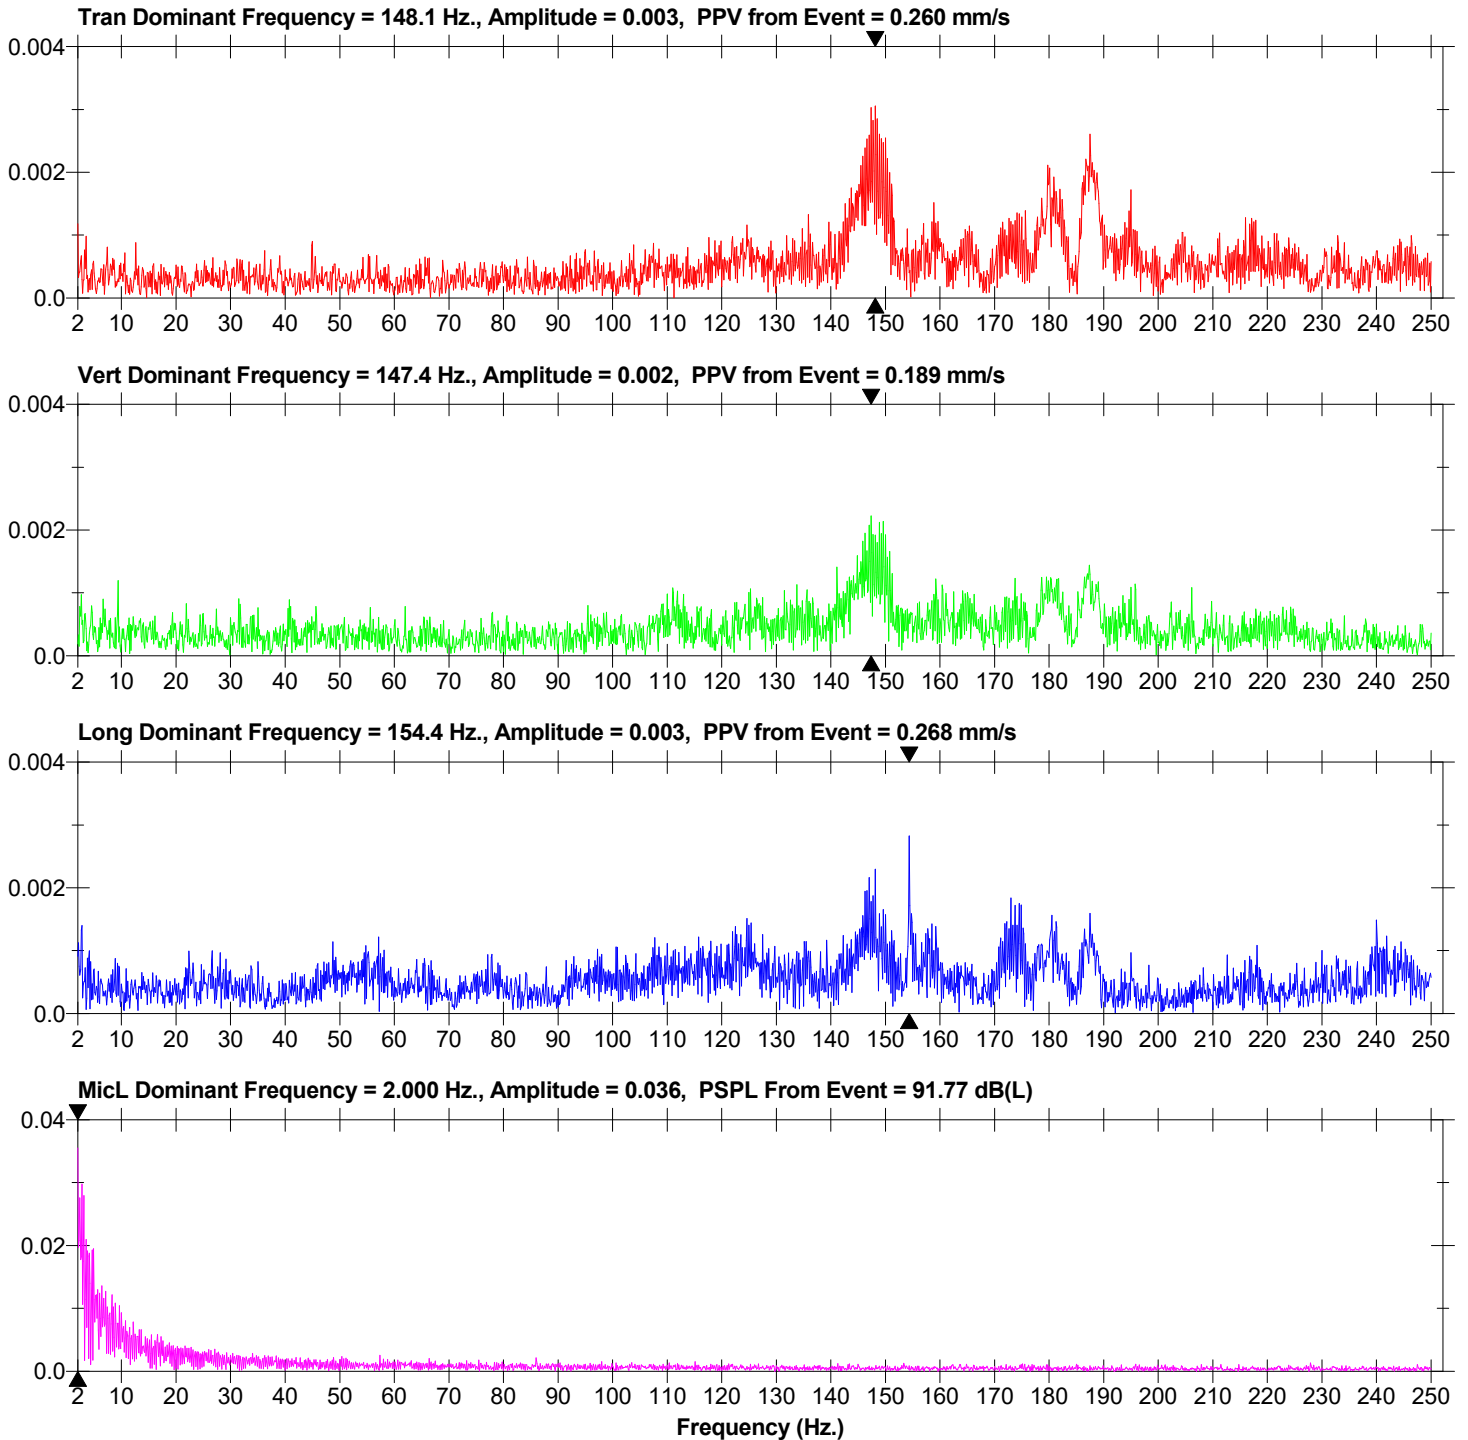 Tran Dominant Frequency = 148.1 Hz., Amplitude = 0.003, PPV from Event = 0.260 mm/s
0.004
0.002
0.0
2 10 20 30 40 50 60 70 80 90 100 110 120 130 140 150 160 170 180 190 200 210 220 230 240 250
Vert Dominant Frequency = 147.4 Hz., Amplitude = 0.002, PPV from Event = 0.189 mm/s
0.004
0.002
0.0
2 10 20 30 40 50 60 70 80 90 100 110 120 130 140 150 160 170 180 190 200 210 220 230 240 250
Long Dominant Frequency = 154.4 Hz., Amplitude = 0.003, PPV from Event = 0.268 mm/s
0.004
0.002
0.0
2 10 20 30 40 50 60 70 80 90 100 110 120 130 140 150 160 170 180 190 200 210 220 230 240 250
MicL Dominant Frequency = 2.000 Hz., Amplitude = 0.036, PSPL From Event = 91.77 dB(L)
0.04
0.02
0.0
2 10 20 30 40 50 60 70 80 90 100 110 120 130 140 150 160 170 180 190 200 210 220 230 240 250
Frequency (Hz.)